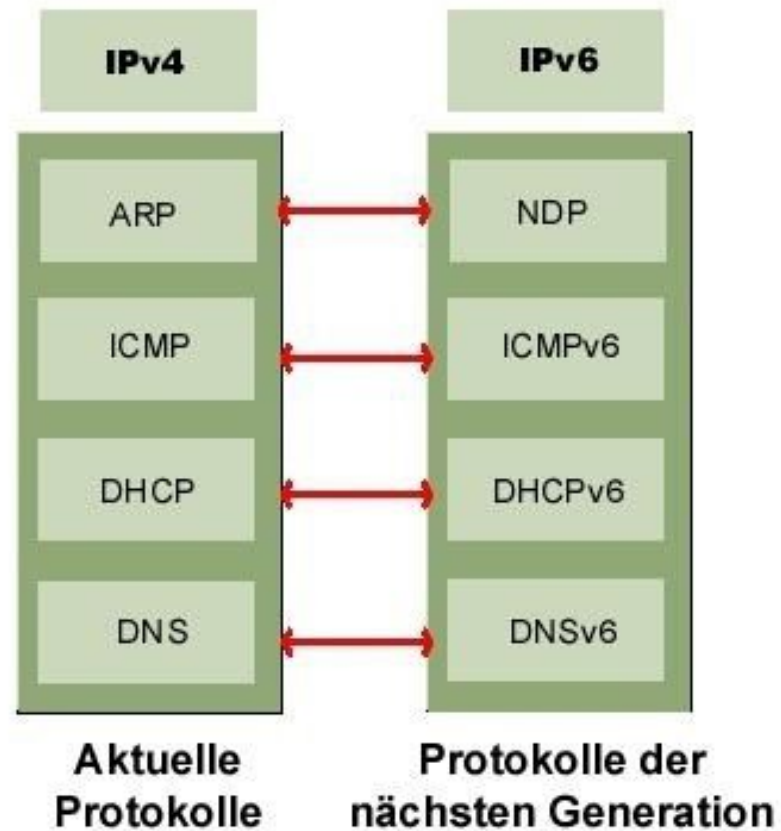 IPv4
IPv6
ARP
NDP
ICMP
ICMPv6
DHCP
DHCPv6
DNS
DNSv6
Aktuelle
Protokolle
Protokolle der
nächsten Generation